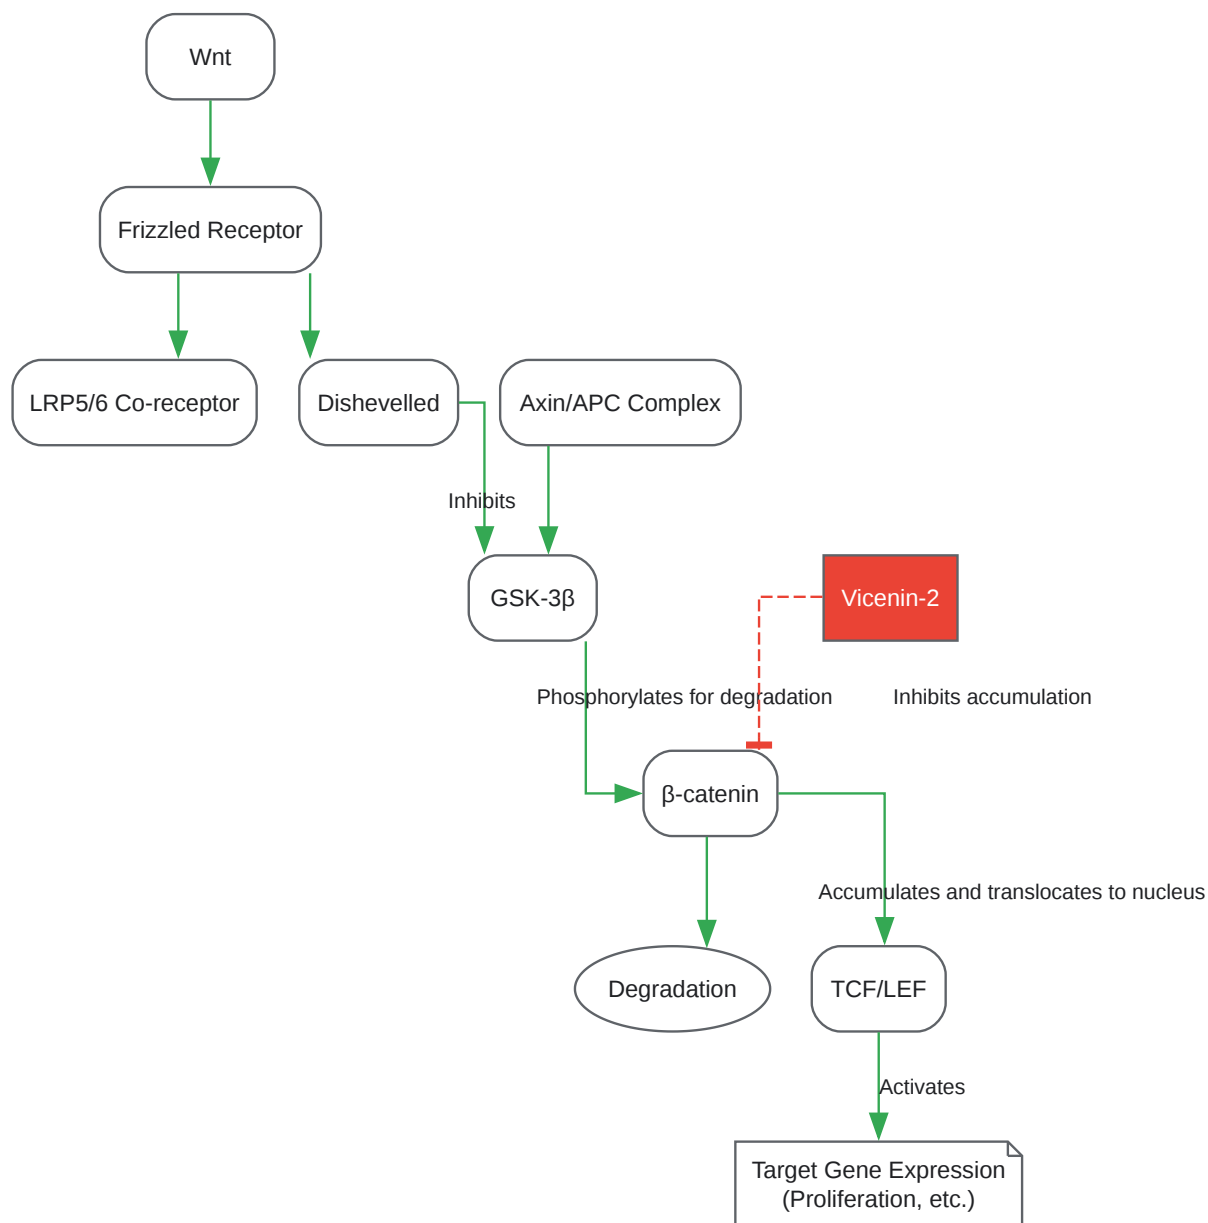 Wnt
Frizzled Receptor
LRP5/6 Co-receptor
Dishevelled
Axin/APC Complex
Inhibits
GSK-3β
Vicenin-2
Phosphorylates for degradation
Inhibits accumulation
β-catenin
Accumulates and translocates to nucleus
Degradation
TCF/LEF
Activates
Target Gene Expression
(Proliferation, etc.)